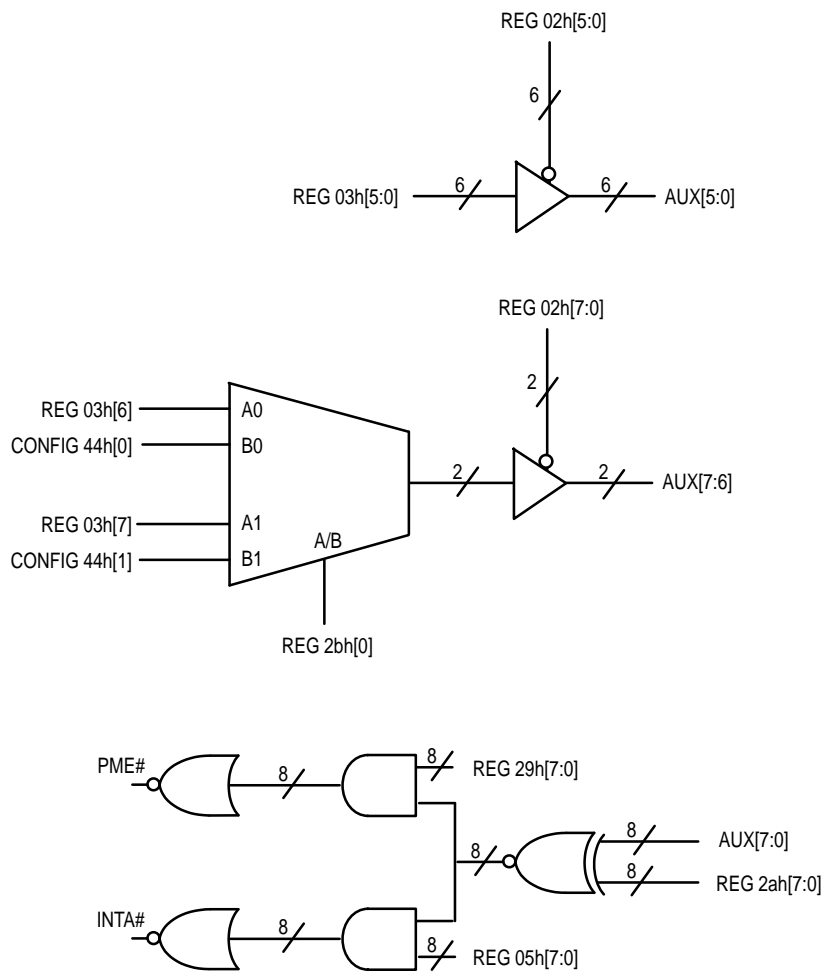 REG 02h[5:0]
6
REG 03h[5:0]
6
6
AUX[5:0]
REG 02h[7:0]
2
REG 03h[6]
A0
CONFIG 44h[0]
B0
2
2
AUX[7:6]
REG 03h[7]
A1
A/B
CONFIG 44h[1]
B1
REG 2bh[0]
PME#
8
8
REG 29h[7:0]
8
8
AUX[7:0]
8
REG 2ah[7:0]
INTA#
8
8
REG 05h[7:0]